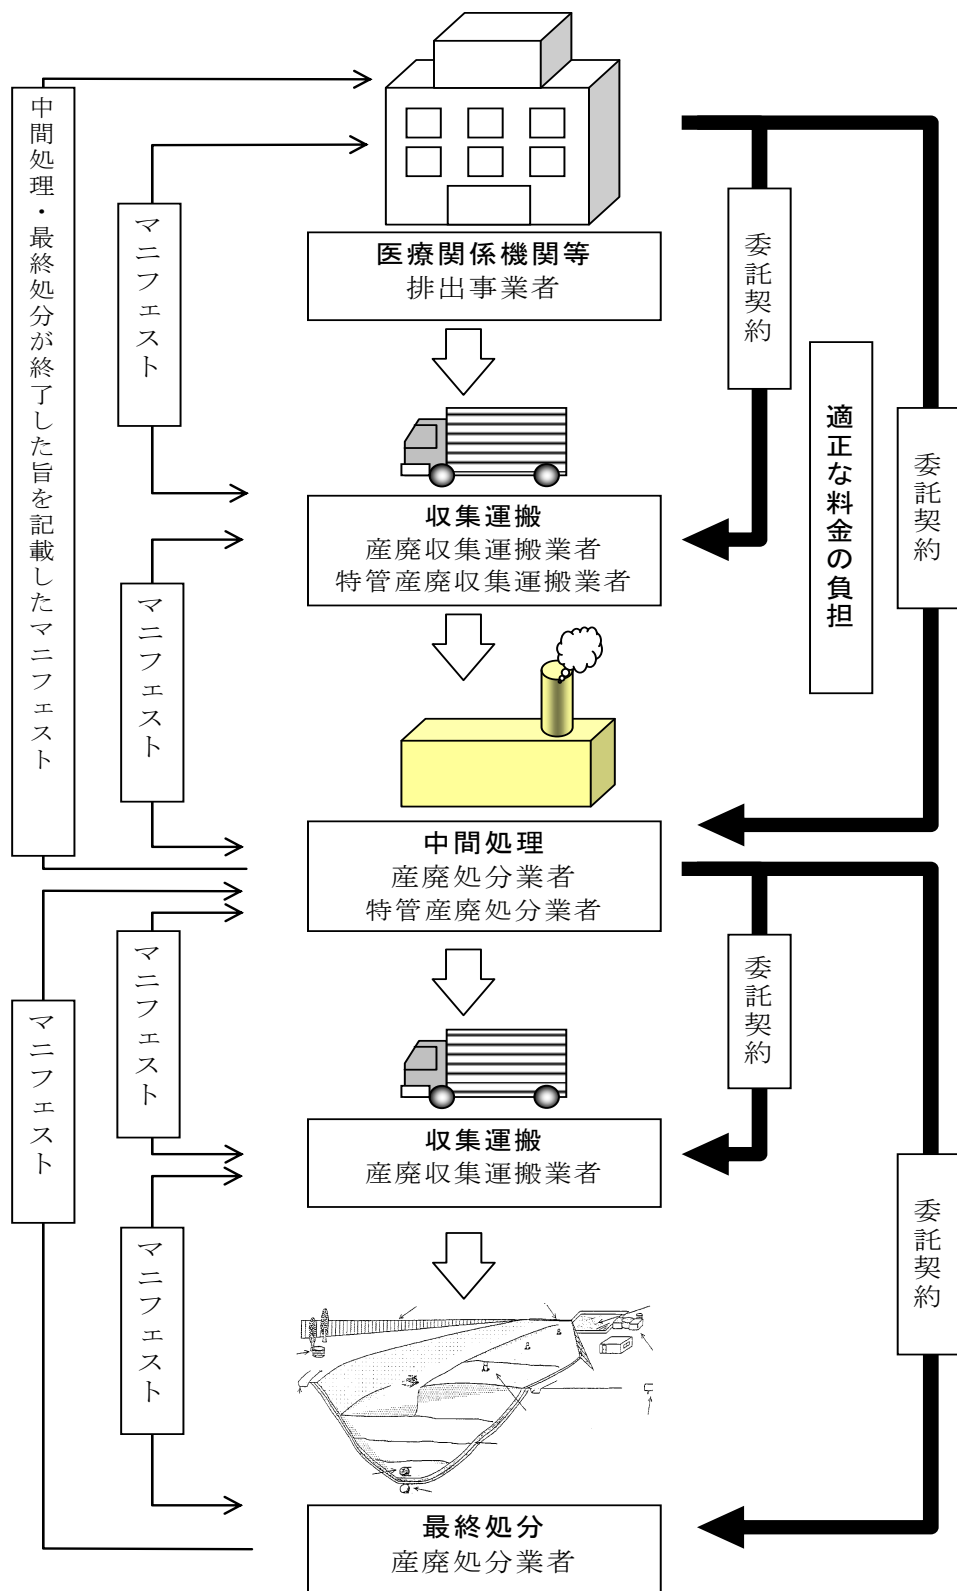 中間処理・最終処分が終了した旨を記載したマニフェスト
マニフェスト
医療関係機関等
排出事業者
委託契約
適正な料金の負担
委託契約
収集運搬
産廃収集運搬業者
特管産廃収集運搬業者
マニフェスト
中間処理
産廃処分業者
特管産廃処分業者
マニフェスト
マニフェスト
委託契約
収集運搬
産廃収集運搬業者
委託契約
マニフェスト
最終処分
産廃処分業者